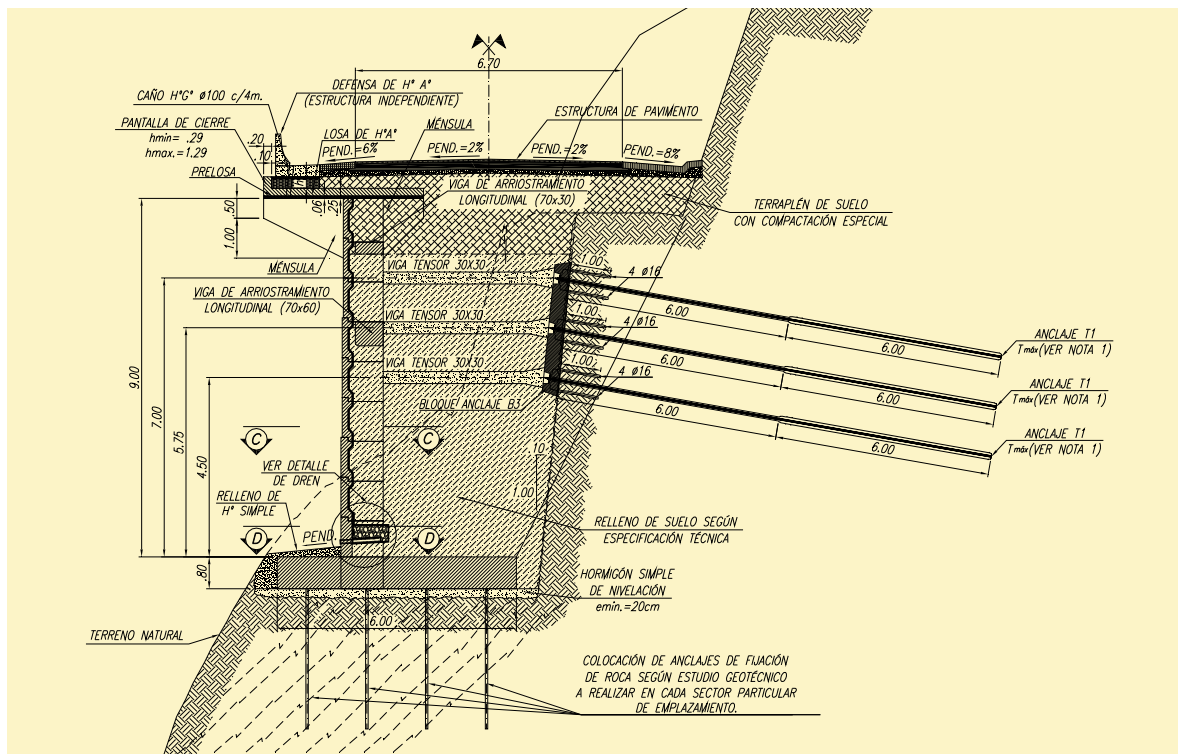 6.70
CAÑO HºGº ø100 c/4m.
DEFENSA DE Hº Aº
(ESTRUCTURA INDEPENDIENTE)
ESTRUCTURA DE PAVIMENTO
PANTALLA DE CIERRE
hmin= .29
hmax.=1.29
.20
.10
LOSA DE HºAº
MÉNSULA
PEND.=6%
PEND.=2%
PEND.=2%
PEND.=8%
PRELOSA
.06
.25
VIGA DE ARRIOSTRAMIENTO
LONGITUDINAL (70x30)
TERRAPLÉN DE SUELO
CON COMPACTACIÓN ESPECIAL
.50
1.00
MÉNSULA
VIGA TENSOR 30X30
1.00
4 ø16
VIGA DE ARRIOSTRAMIENTO
LONGITUDINAL (70x60)
VIGA TENSOR 30X30
1.00
4 ø16
6.00
6.00
ANCLAJE T1
Tmáx(VER NOTA 1)
VIGA TENSOR 30X30
1.00
4 ø16
6.00
6.00
ANCLAJE T1
Tmáx(VER NOTA 1)
BLOQUE ANCLAJE B3
6.00
6.00
ANCLAJE T1
Tmáx(VER NOTA 1)
9.00
7.00
5.75
4.50
C
C
10
1.00
VER DETALLE
DE DREN
RELLENO DE
Hº SIMPLE
PEND.
D
D
RELLENO DE SUELO SEGÚN
ESPECIFICACIÓN TÉCNICA
.80
HORMIGÓN SIMPLE
DE NIVELACIÓN
emin.=20cm
6.00
TERRENO NATURAL
COLOCACIÓN DE ANCLAJES DE FIJACIÓN
DE ROCA SEGÚN ESTUDIO GEOTÉCNICO
A REALIZAR EN CADA SECTOR PARTICULAR
DE EMPLAZAMIENTO.